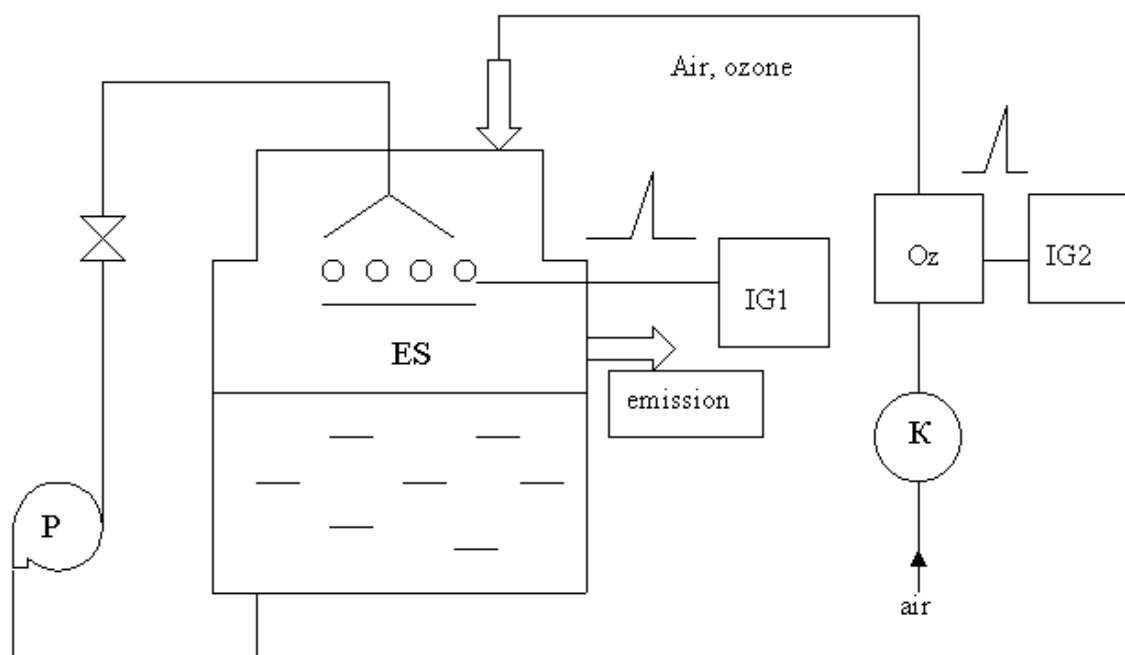 Air, ozone
Oz
IG2
IG1
ES
emission
K
P
air